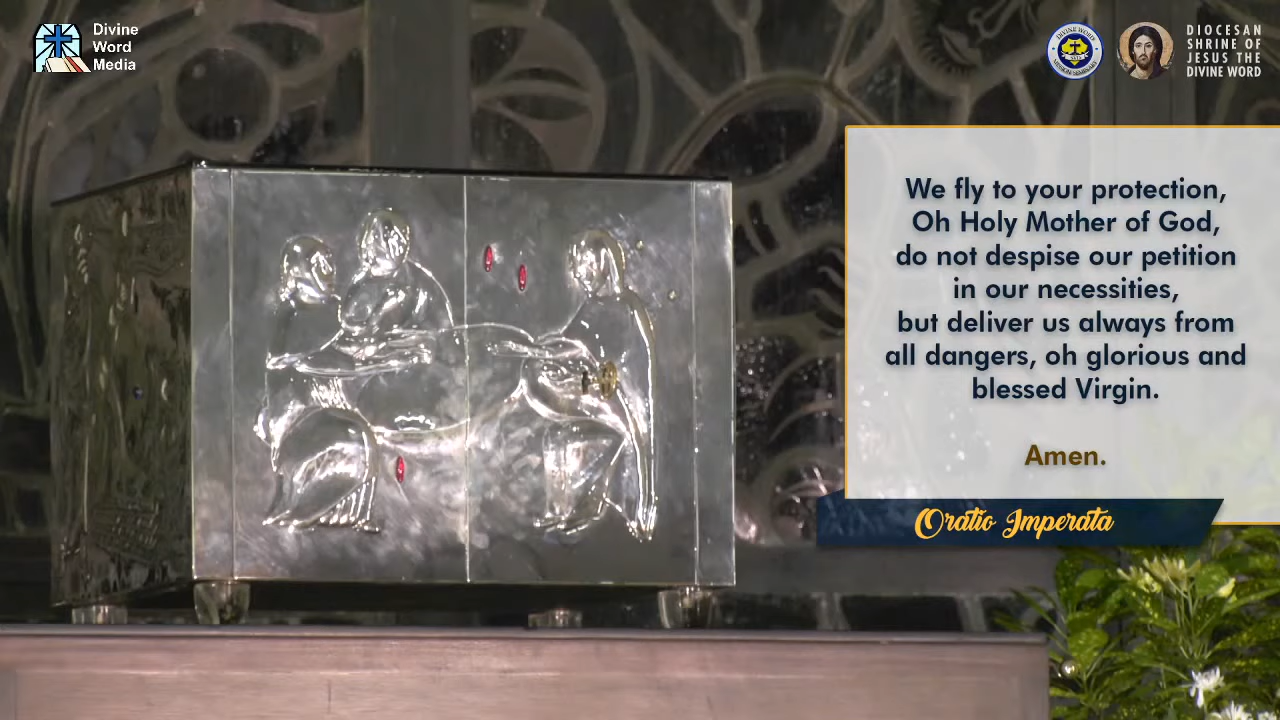 Divine
Word
Media
DIOCESAN
SHRINE OF
JESUS THE
DIVINE WORD
We fly to your protection,
Oh Holy Mother of God,
do not despise our petition
in our necessities,
but deliver us always from
all dangers, oh glorious and
blessed Virgin.
Amen.
Oratio Imperata